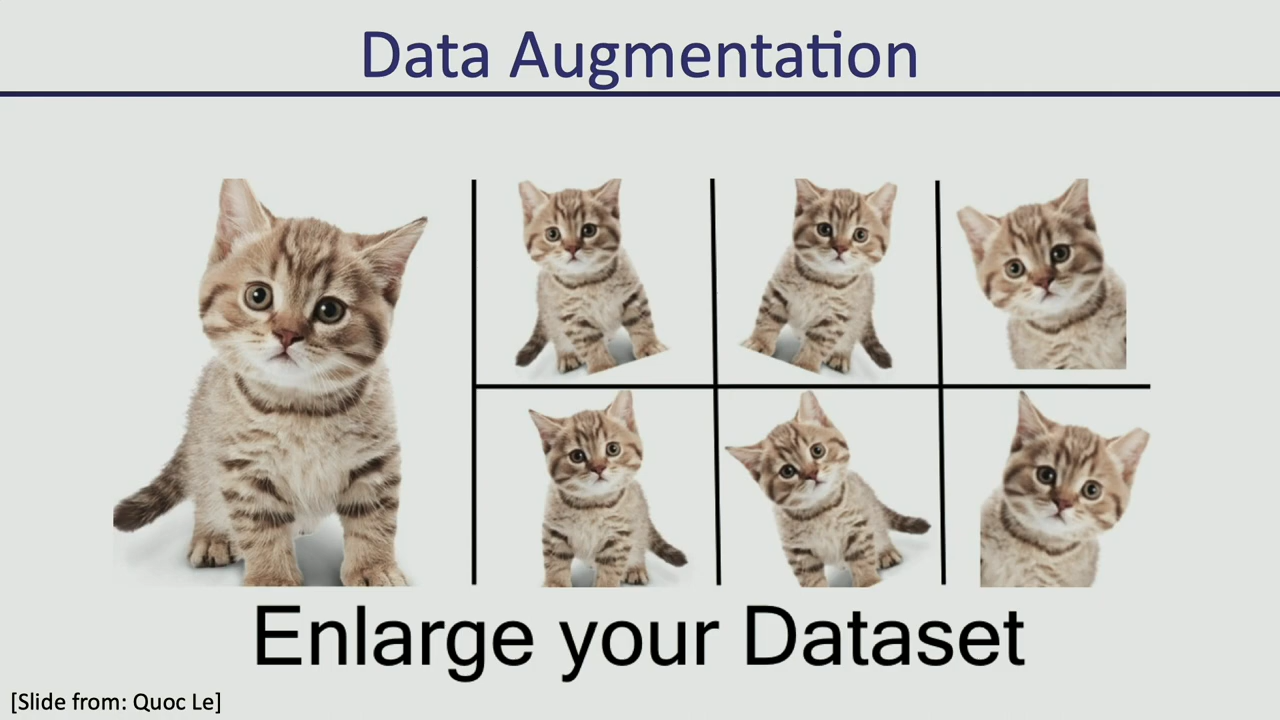 Data Augmentation
Enlarge your Dataset
[Slide from: Quoc Le]